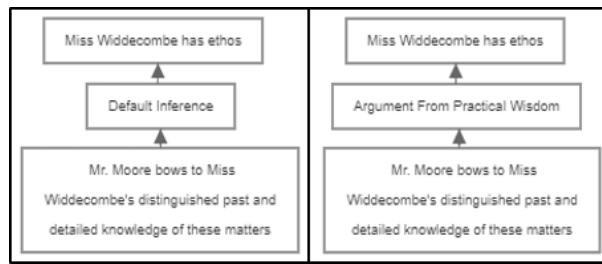 Miss Widdecombe has ethos
Default Inference
Mr. Moore bows to Miss
Widdecombe's distinguished past and
detailed knowledge of these matters
Miss Widdecombe has ethos
Argument From Practical Wisdom
Mr. Moore bows to Miss
Widdecombe's distinguished past and
detailed knowledge of these matters